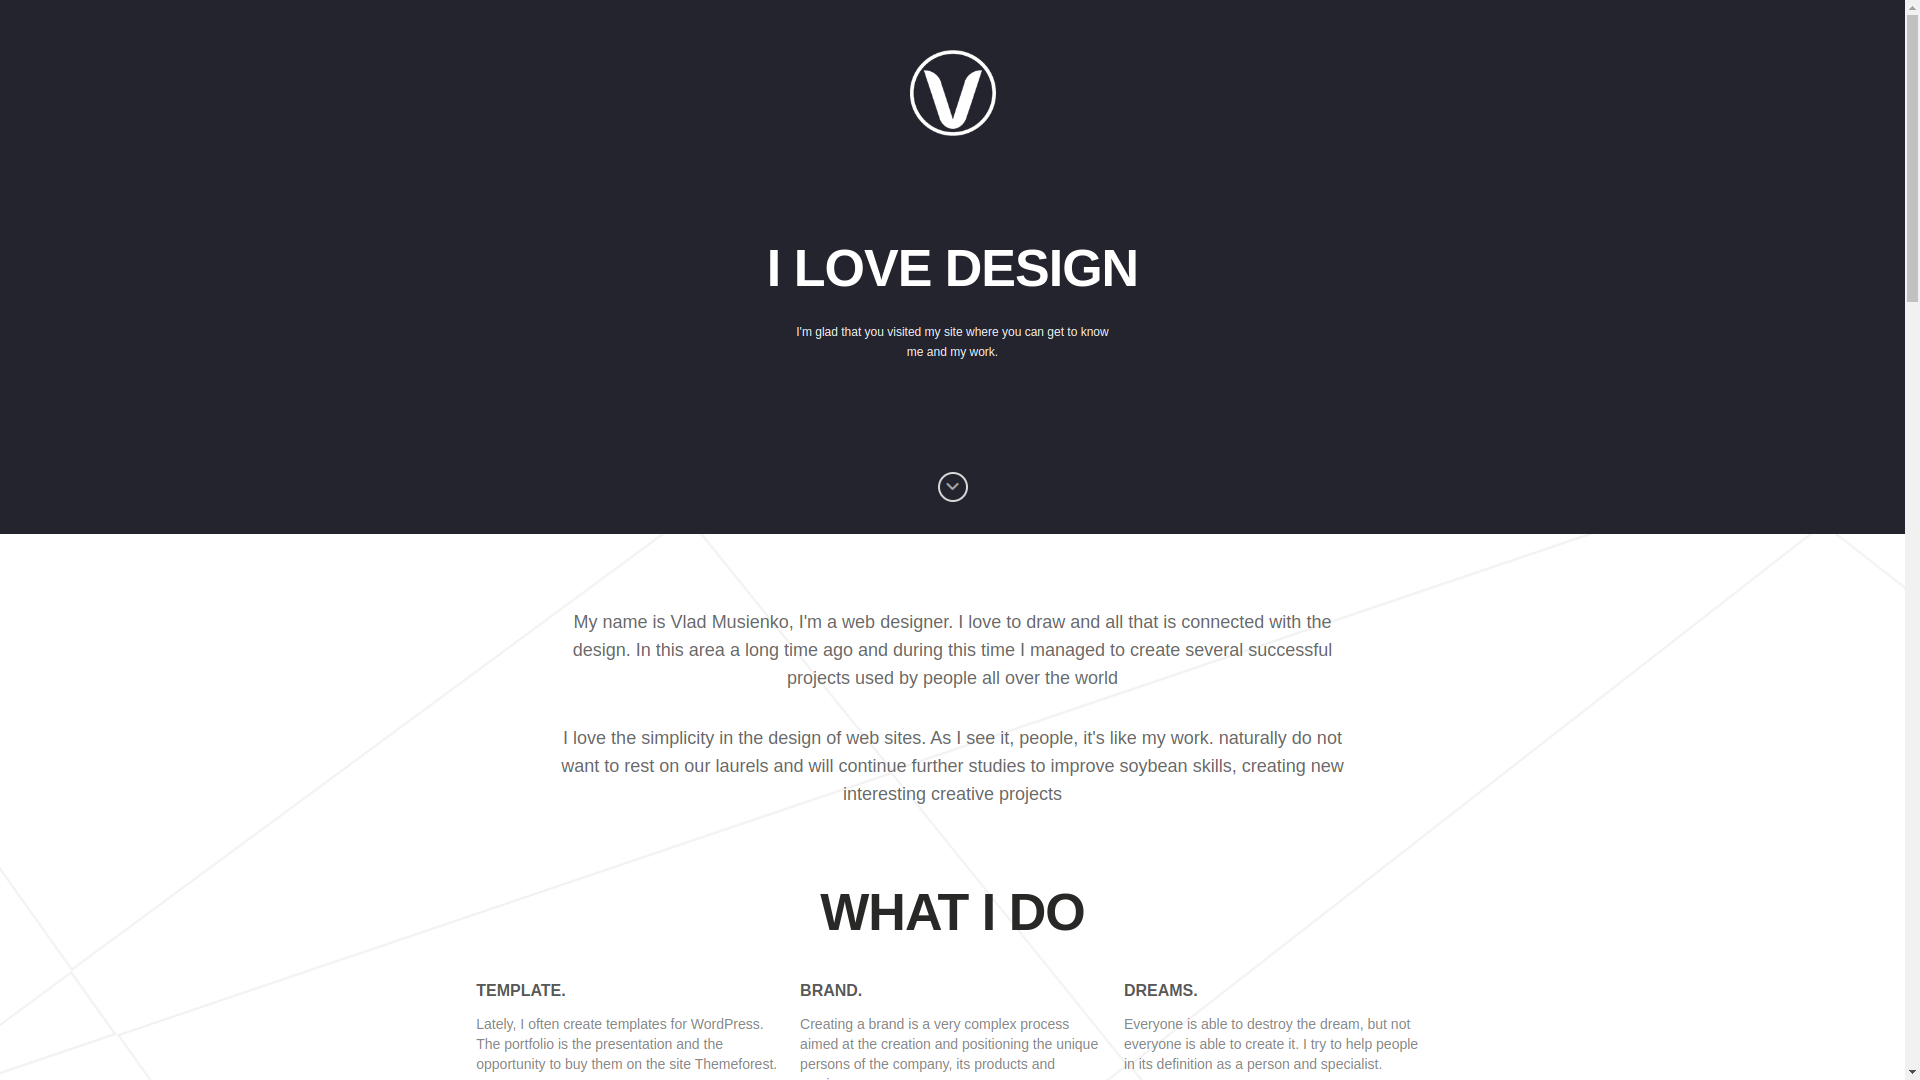 I LOVE DESIGN
I'm glad that you visited my site where you can get to know
me and my work.
My name is Vlad Musienko, I'm a web designer. I love to draw and all that is connected with the
design. In this area a long time ago and during this time I managed to create several successful
projects used by people all over the world
I love the simplicity in the design of web sites. As I see it, people, it's like my work. naturally do not
want to rest on our laurels and will continue further studies to improve soybean skills, creating new
interesting creative projects
WHAT I DO
TEMPLATE.
Lately, I often create templates for WordPress.
The portfolio is the presentation and the
opportunity to buy them on the site Themeforest.
BRAND.
Creating a brand is a very complex process
aimed at the creation and positioning the unique
persons of the company, its products and
DREAMS.
Everyone is able to destroy the dream, but not
everyone is able to create it. I try to help people
in its definition as a person and specialist.